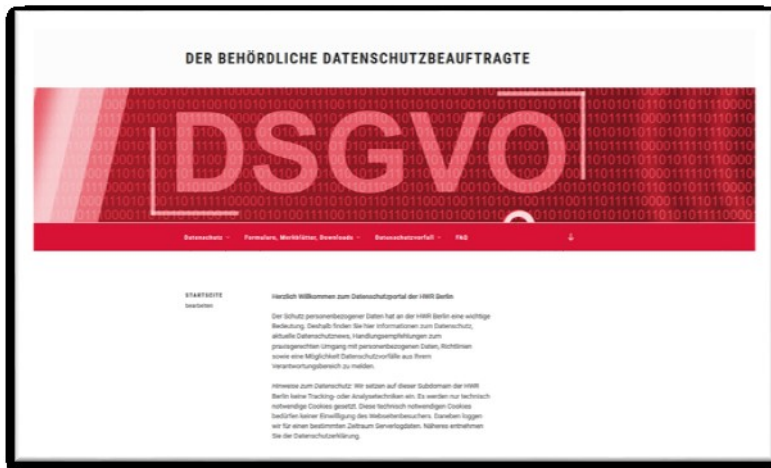 DER BEHÖRDLICHE DATENSCHUTZBEAUFTRAGTE
DSGVO
Datenschutz
Formulare, Merkblätter, Downloads
Datenschutzvorfall
FAQ
STARTSEITE
bearbeiten
Herzlich Willkommen zum Datenschutzportal der HWR Berlin
Der Schutz personenbezogener Daten hat an der HWR Berlin eine wichtige
Bedeutung. Deshalb finden Sie hier Informationen zum Datenschutz,
aktuelle Datenschutznews, Handlungsempfehlungen zum
praxisgerechten Umgang mit personenbezogenen Daten, Richtlinien
sowie eine Möglichkeit Datenschutzvorfälle aus Ihrem
Verantwortungsbereich zu melden.
Hinweise zum Datenschutz: Wir setzen auf dieser Subdomain der HWR
Berlin keine Tracking- oder Analysetechniken ein. Es werden nur technisch
notwendige Cookies gesetzt. Diese technisch notwendigen Cookies
bedürfen keiner Einwilligung des Webseitenbesuchers. Daneben loggen
wir für einen bestimmten Zeitraum Serverlogdaten. Näheres entnehmen
Sie der Datenschutzerklärung.